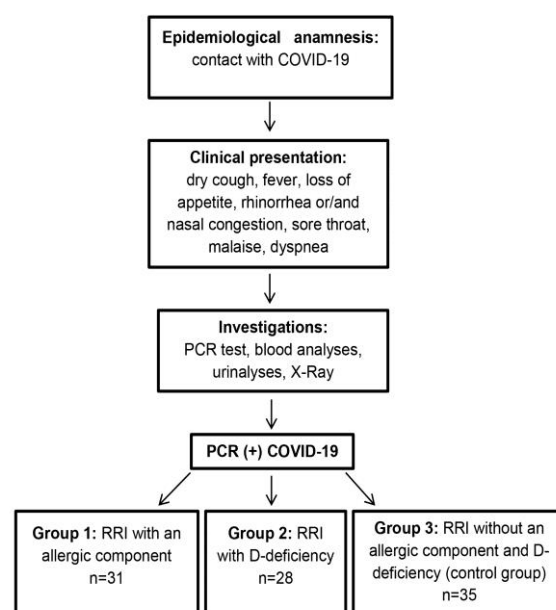 Epidemiological anamnesis:
contact with COVID-19
Clinical presentation:
dry cough, fever, loss of
appetite, rhinorrhea or/and
nasal congestion, sore throat,
malaise, dyspnea
Investigations:
PCR test, blood analyses,
urinalyses, X-Ray
PCR (+) COVID-19
Group 1: RRI with an
allergic component
n=31
Group 2: RRI
with D-deficiency
n=28
Group 3: RRI without an
allergic component and D-
deficiency (control group)
n=35